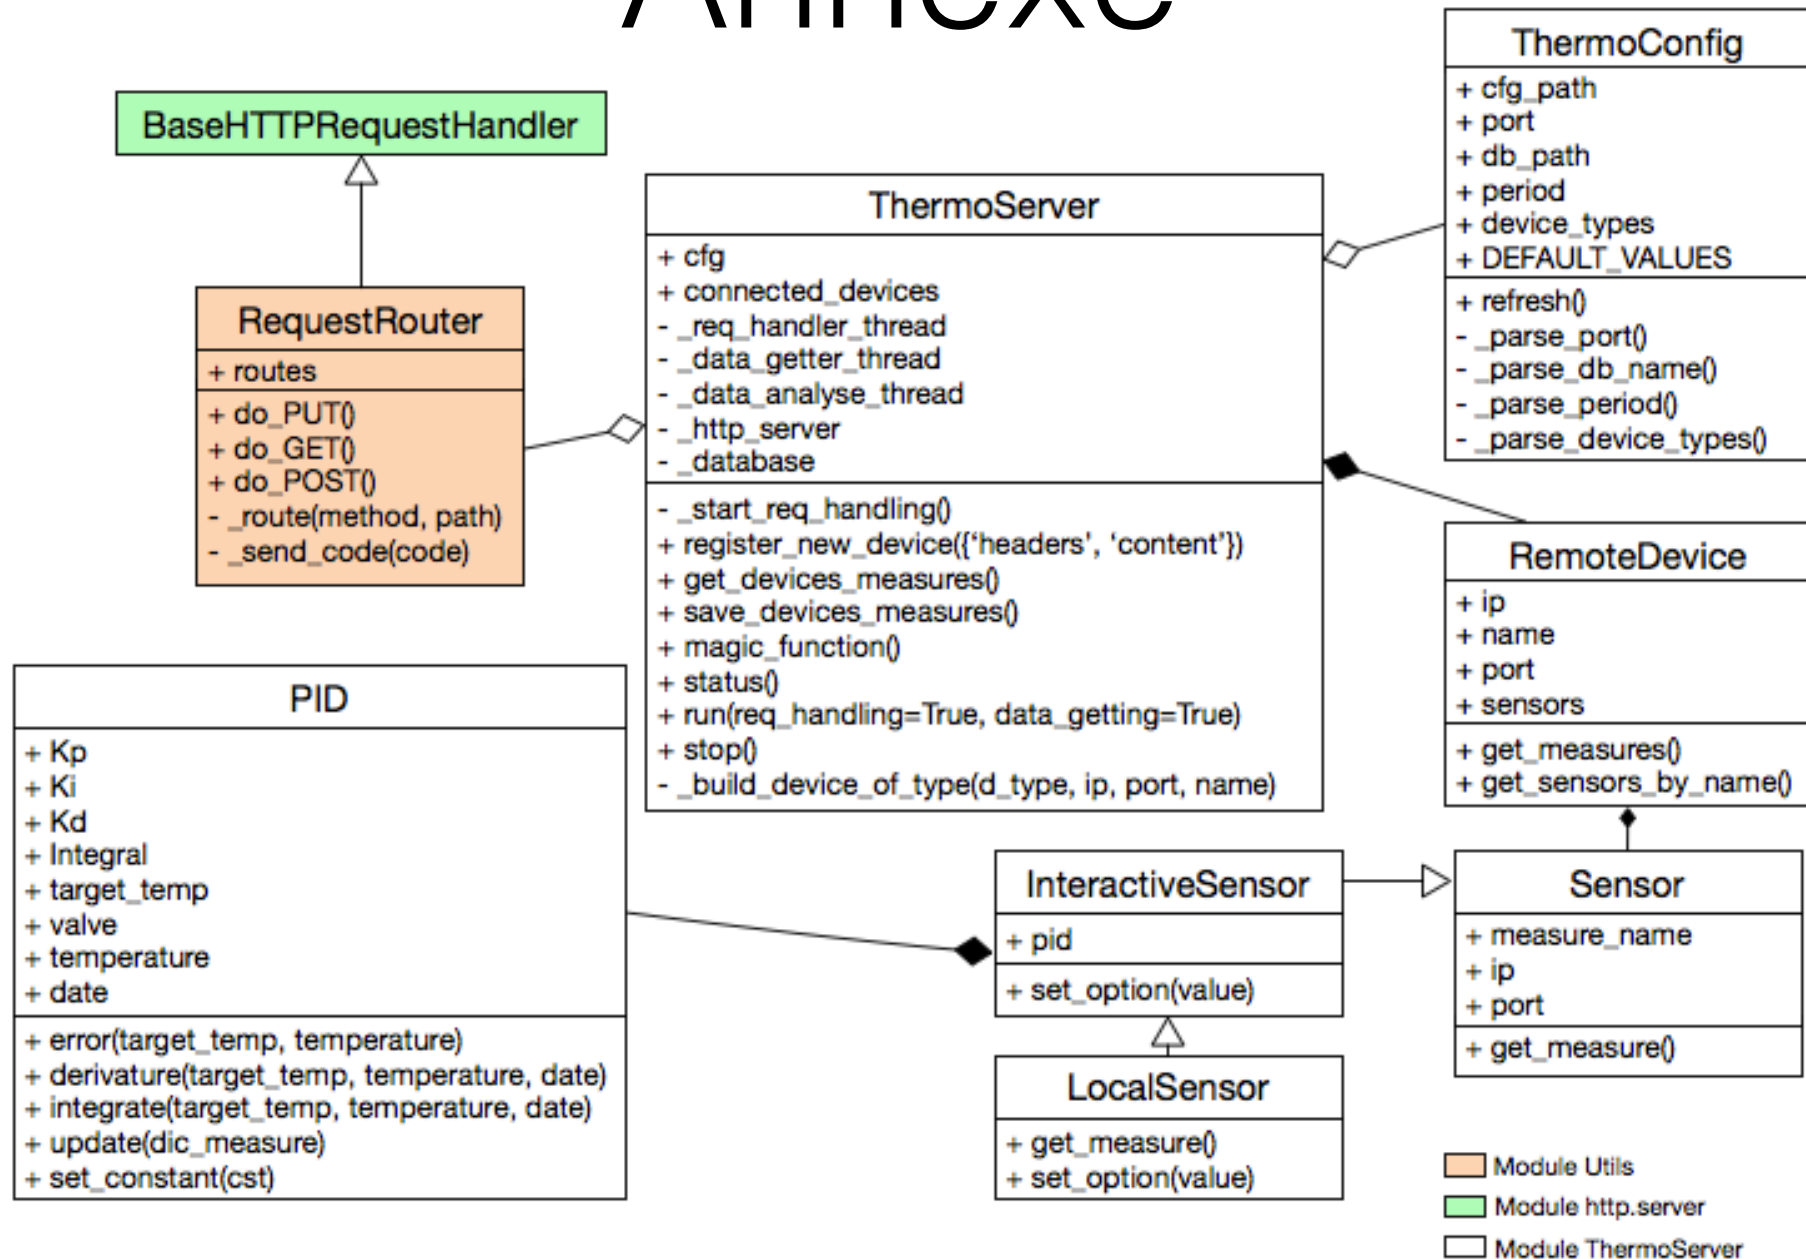 Annexe
ThermoConfig
+ cfg_path
+ port
+ db_path
+ period
+ device_types
+ DEFAULT_VALUES
+ refresh()
- _parse_port()
- _parse_db_name()
- _parse_period()
- _parse_device_types()
BaseHTTPRequestHandler
ThermoServer
+ cfg
+ connected_devices
- _req_handler_thread
- _data_getter_thread
- _data_analyse_thread
- _http_server
- _database
- _start_req_handling()
+ register_new_device({‘headers’, ‘content’})
+ get_devices_measures()
+ save_devices_measures()
+ magic_function()
+ status()
+ run(req_handling=True, data_getting=True)
+ stop()
- _build_device_of_type(d_type, ip, port, name)
RequestRouter
+ routes
+ do_PUT()
+ do_GET()
+ do_POST()
- _route(method, path)
- _send_code(code)
RemoteDevice
+ ip
+ name
+ port
+ sensors
+ get_measures()
+ get_sensors_by_name()
PID
+ Kp
+ Ki
+ Kd
+ Integral
+ target_temp
+ valve
+ temperature
+ date
+ error(target_temp, temperature)
+ derivature(target_temp, temperature, date)
+ integrate(target_temp, temperature, date)
+ update(dic_measure)
+ set_constant(cst)
InteractiveSensor
+ pid
+ set_option(value)
Sensor
+ measure_name
+ ip
+ port
+ get_measure()
LocalSensor
+ get_measure()
+ set_option(value)
Module Utils
Module http.server
Module ThermoServer